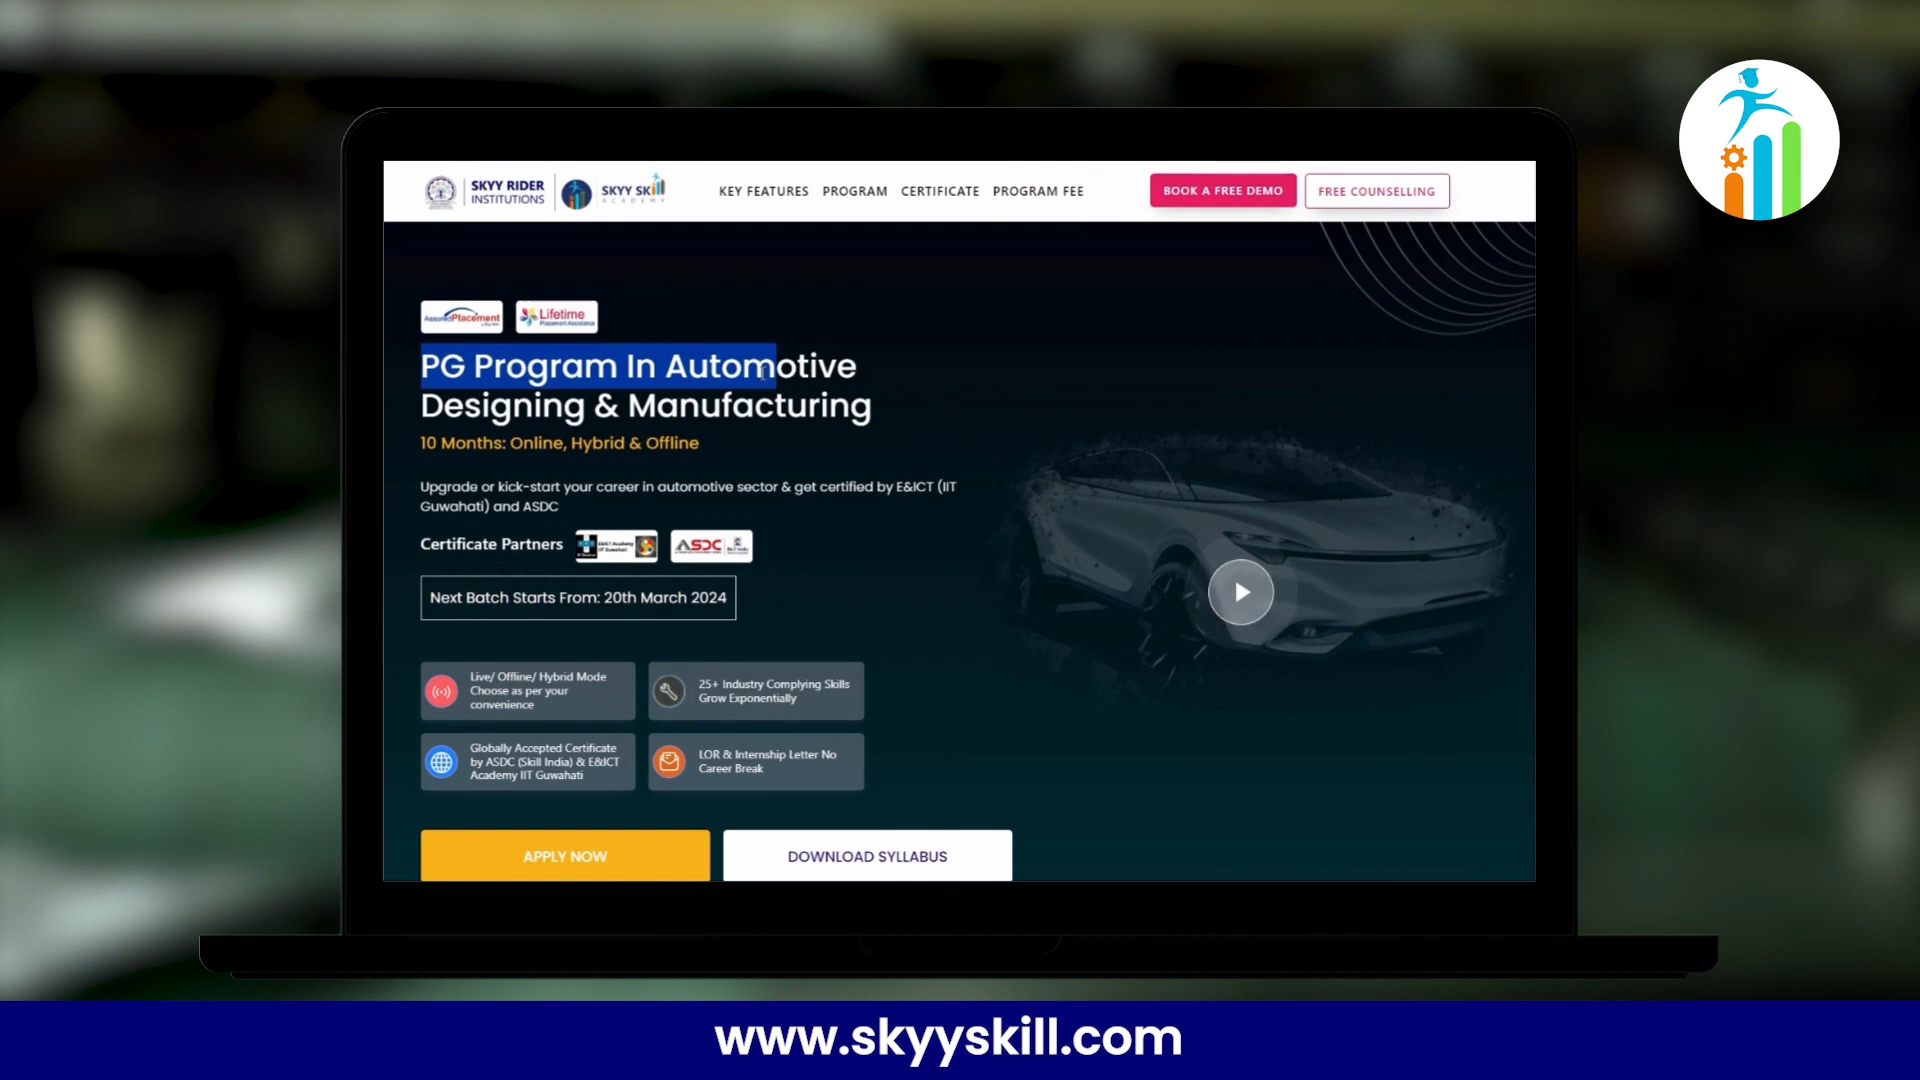 SKYY RIDER
INSTITUTIONS
SKYY SKILL
ACADEMY
KEY FEATURES
PROGRAM
CERTIFICATE
PROGRAM FEE
BOOK A FREE DEMO
FREE COUNSELLING
Assured Placement
Lifetime
Placement Assistance
PG Program In Automotive
Designing & Manufacturing
10 Months: Online, Hybrid & Offline
Upgrade or kick-start your career in automotive sector & get certified by E&ICT (IIT
Guwahati) and ASDC
Certificate Partners
E&ICT Academy
IIT Guwahati
ASDC
Next Batch Starts From: 20th March 2024
Live/ Offline/ Hybrid Mode
Choose as per your
convenience
25+ Industry Complying Skills
Grow Exponentially
Globally Accepted Certificate
by ASDC (Skill India) & E&ICT
Academy IIT Guwahati
LOR & Internship Letter No
Career Break
APPLY NOW
DOWNLOAD SYLLABUS
www.skyyskill.com